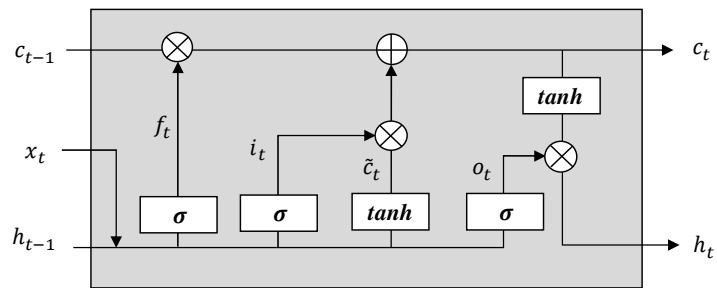 c_{t-1} c_t
tanh
f_t i_t c̃_t o_t
x_t
σ σ tanh σ
h_{t-1} h_t